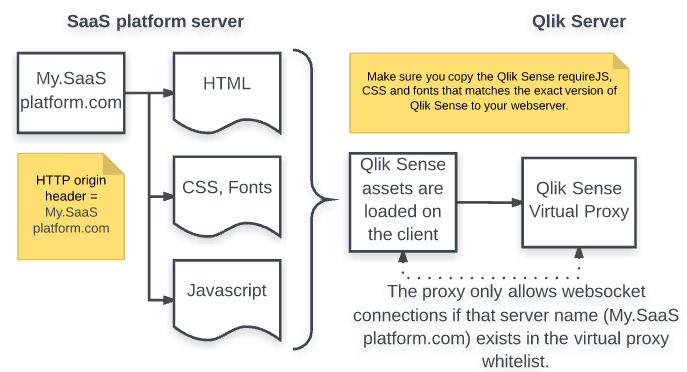 SaaS platform server
Qlik Server
My.SaaS
platform.com
HTML
Make sure you copy the Qlik Sense requireJS,
CSS and fonts that matches the exact version of
Qlik Sense to your webserver.
HTTP origin
header =
My.SaaS
platform.com
CSS, Fonts
Qlik Sense
assets are
loaded on
the client
Qlik Sense
Virtual Proxy
Javascript
The proxy only allows websocket
connections if that server name (My.SaaS
platform.com) exists in the virtual proxy
whitelist.